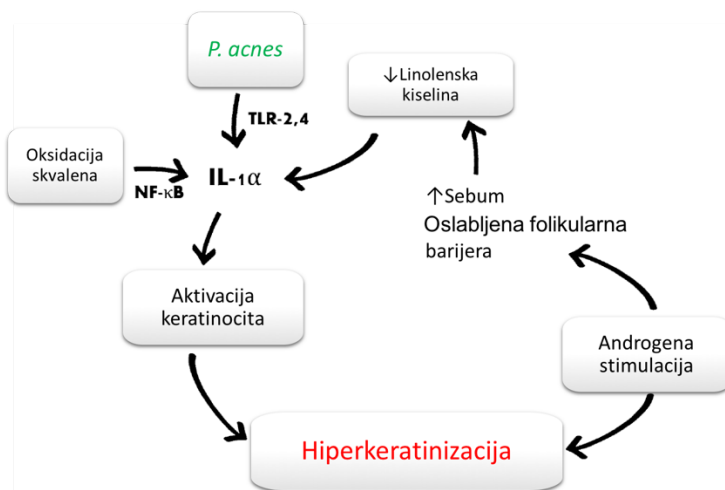 P. acnes
TLR-2,4
↓Linolenska
kiselina
Oksidacija
skvalena
NF-κB
IL-1α
↑Sebum
Oslabljena folikularna
barijera
Aktivacija
keratinocita
Androgena
stimulacija
Hiperkeratinizacija